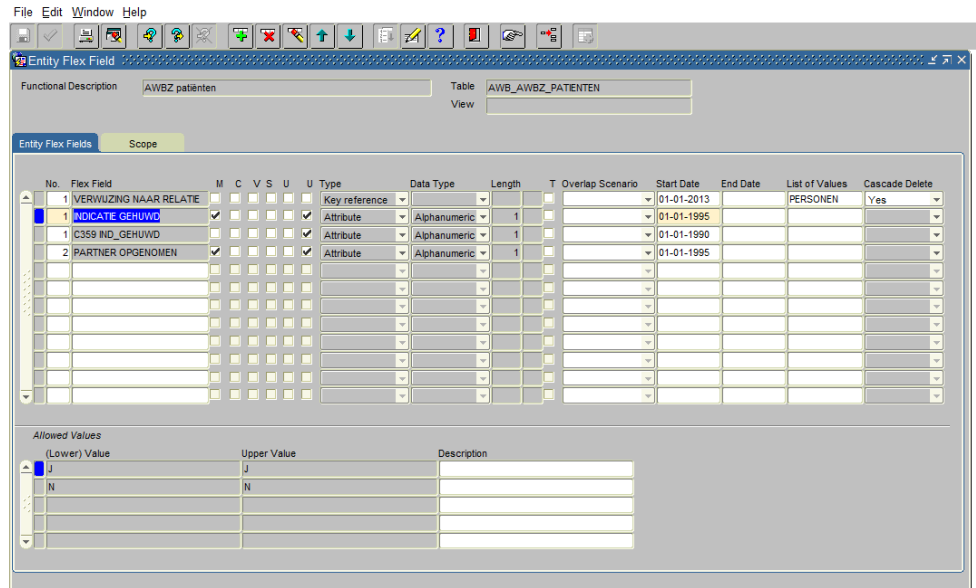 File Edit Window Help
Entity Flex Field
Functional Description AWBZ patiënten Table AWB_AWBZ_PATIENTEN
View
Entity Flex Fields Scope
No. Flex Field M C V S U U Type Data Type Length T Overlap Scenario Start Date End Date List of Values Cascade Delete
1 VERWIJZING NAAR RELATIE Key reference 01-01-2013 PERSONEN Yes
1 INDICATIE GEHUWD Attribute Alphanumeric 1 01-01-1995
1 C359 IND_GEHUWD Attribute Alphanumeric 1 01-01-1990
2 PARTNER OPGENOMEN Attribute Alphanumeric 1 01-01-1995
Allowed Values
(Lower) Value Upper Value Description
J J
N N